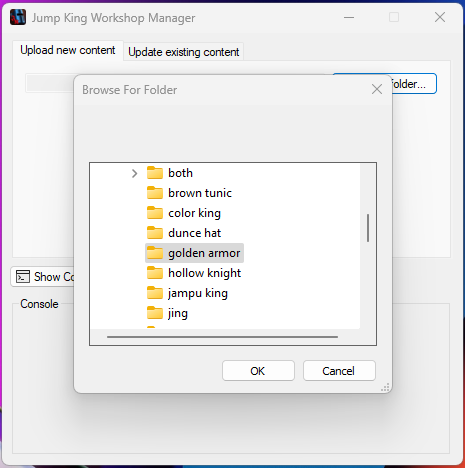 Jump King Workshop Manager
Upload new content
Update existing content
older...
Browse For Folder
both
brown tunic
color king
dunce hat
golden armor
hollow knight
jampu king
jing
Show Co
Console
OK
Cancel